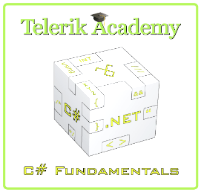 Telerik Academy
C#
.NET
&&
< >
C# Fundamentals